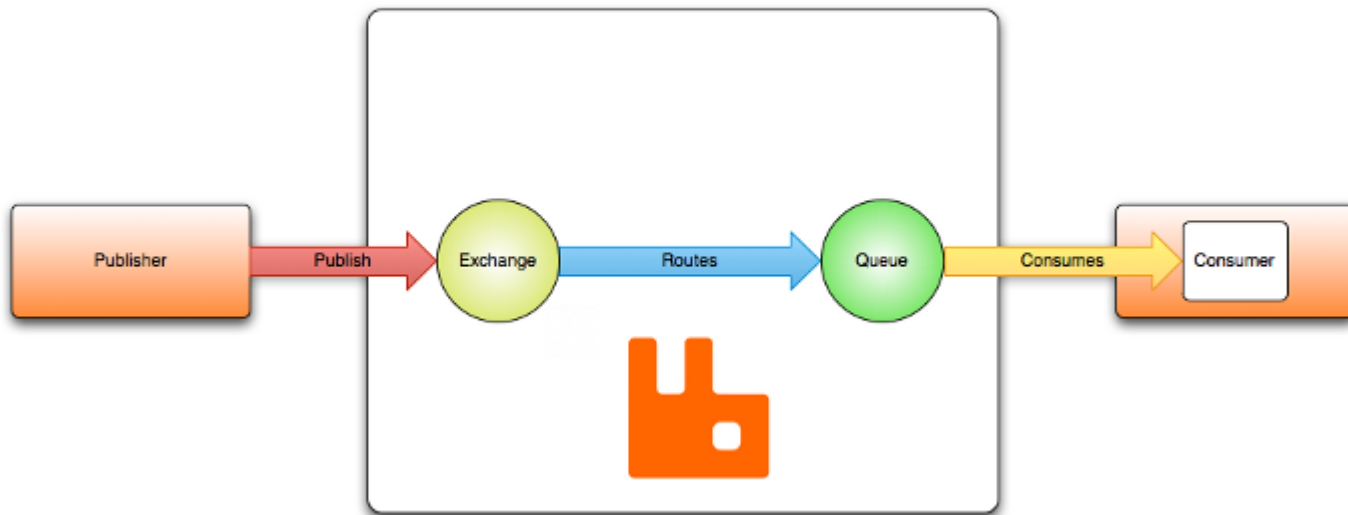 Publisher
Publish
Exchange
Routes
Queue
Consumes
Consumer